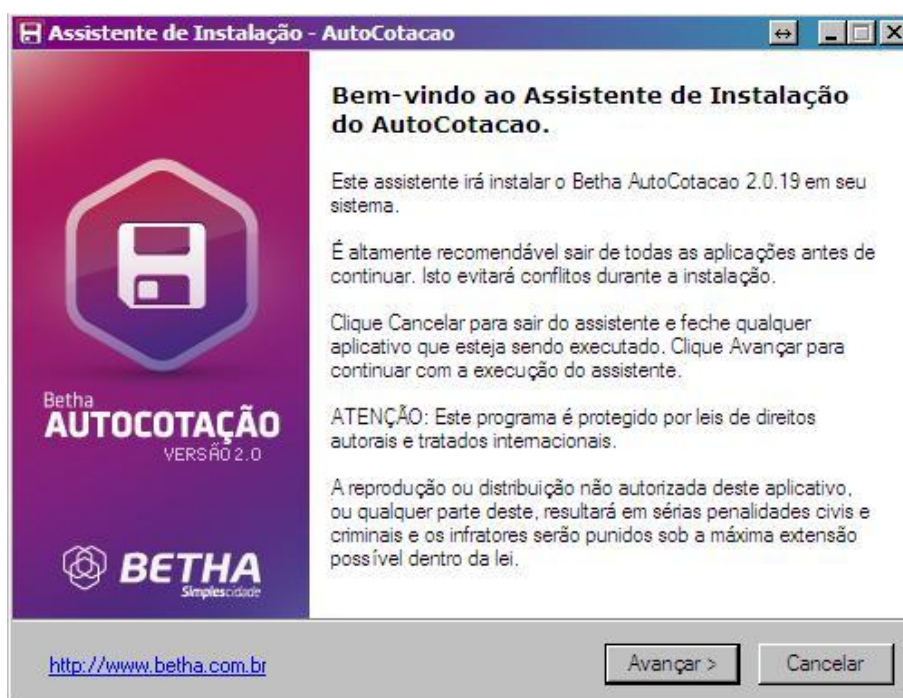 Assistente de Instalação - AutoCotacao
Bem-vindo ao Assistente de Instalação
do AutoCotacao.
Este assistente irá instalar o Betha AutoCotacao 2.0.19 em seu
sistema.
É altamente recomendável sair de todas as aplicações antes de
continuar. Isto evitará conflitos durante a instalação.
Clique Cancelar para sair do assistente e feche qualquer
aplicativo que esteja sendo executado. Clique Avançar para
continuar com a execução do assistente.
ATENÇÃO: Este programa é protegido por leis de direitos
autorais e tratados internacionais.
A reprodução ou distribuição não autorizada deste aplicativo,
ou qualquer parte deste, resultará em sérias penalidades civis e
criminais e os infratores serão punidos sob a máxima extensão
possível dentro da lei.
Betha
AUTOCOTAÇÃO
VERSÃO 2.0
BETHA
Simplescidade
http://www.betha.com.br
Avançar >
Cancelar